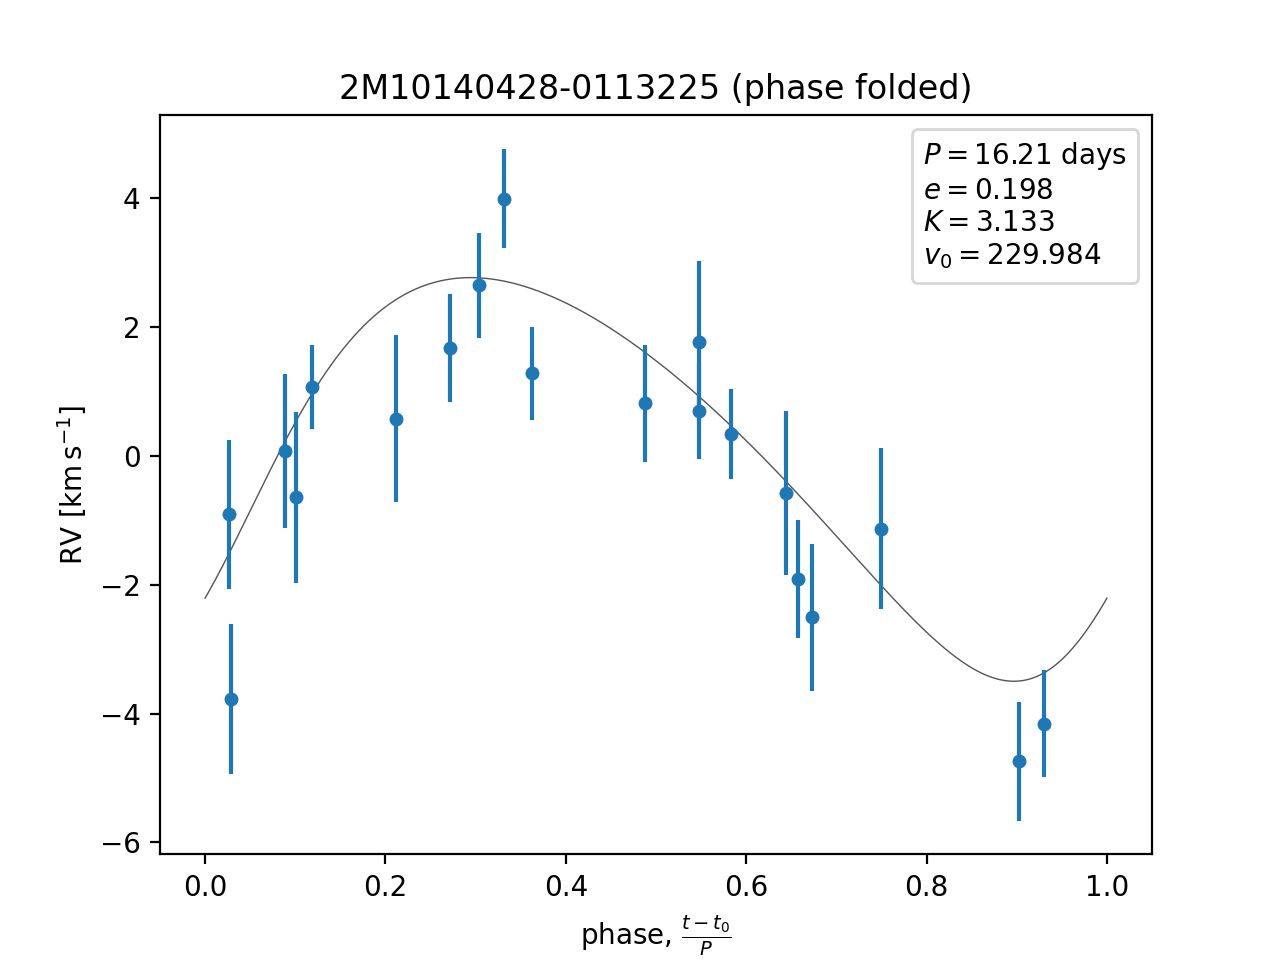 2M10140428-0113225 (phase folded)
P = 16.21 days
e = 0.198
K = 3.133
v₀ = 229.984
RV [km s⁻¹]
4
2
0
−2
−4
−6
0.0 0.2 0.4 0.6 0.8 1.0
phase, (t − t₀)/P